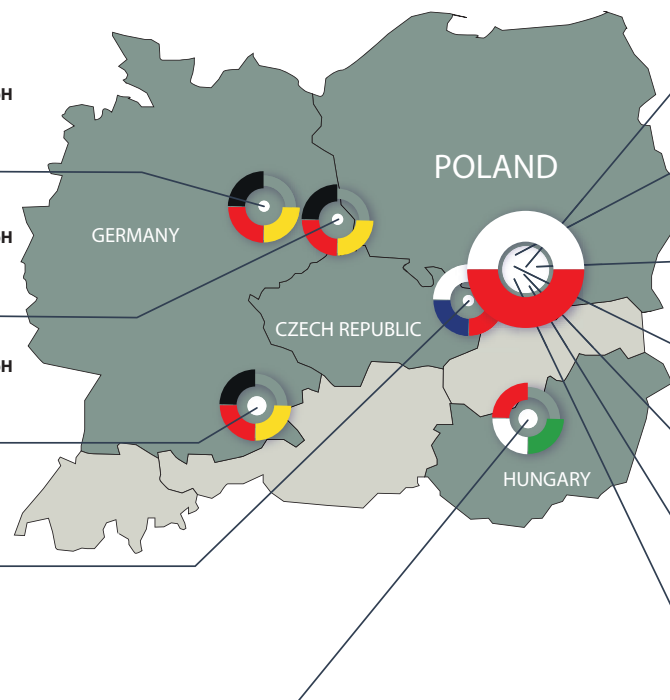 H
POLAND
GERMANY
H
CZECH REPUBLIC
H
HUNGARY